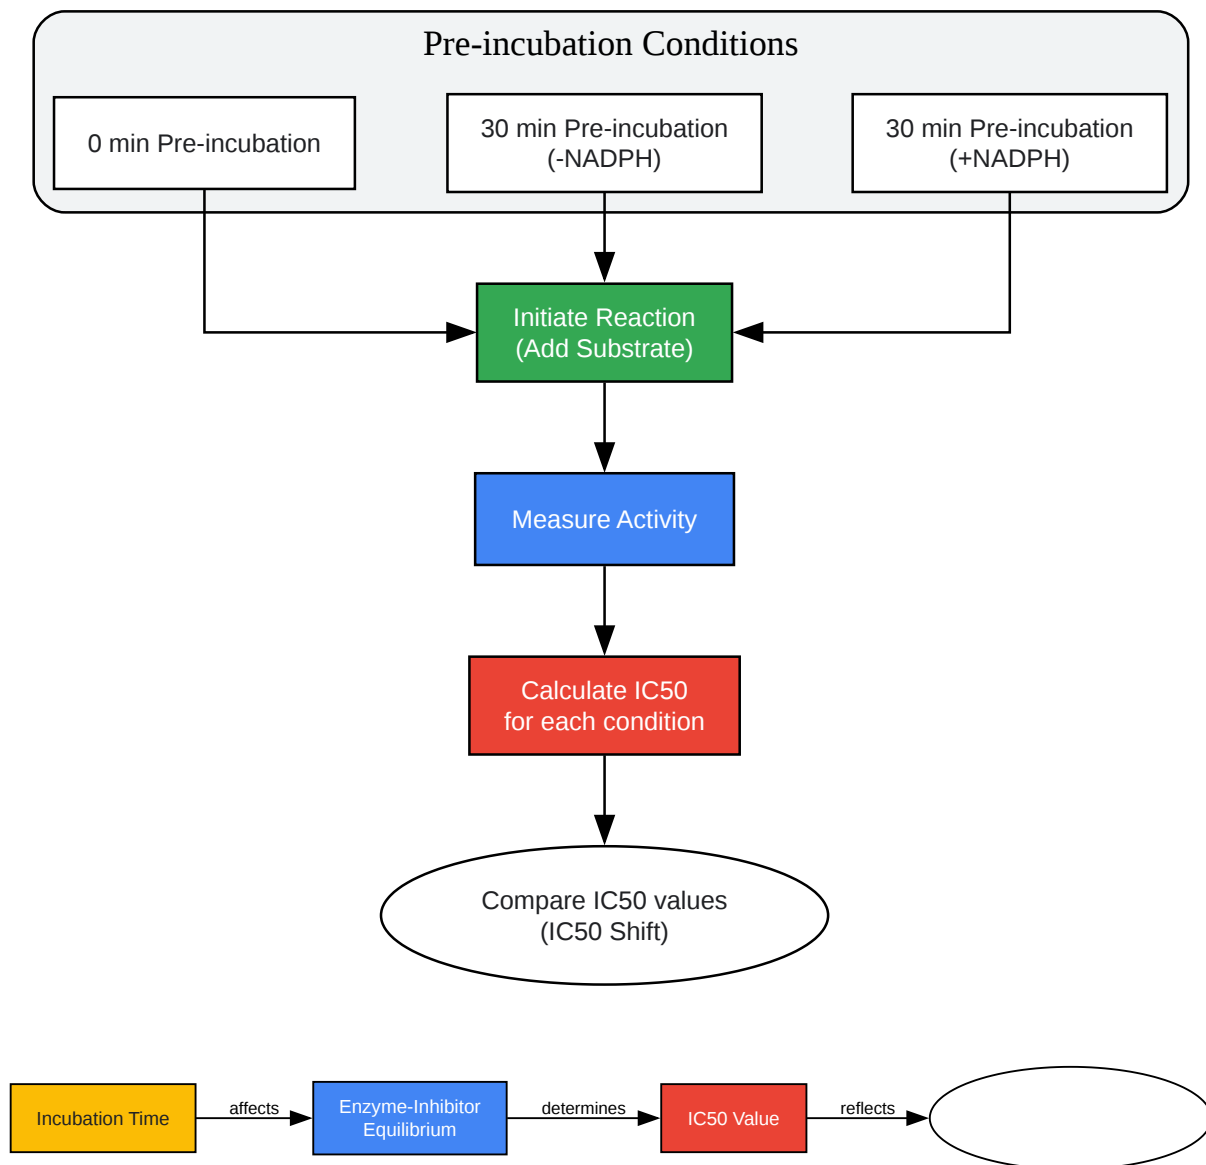 Pre-incubation Conditions
0 min Pre-incubation
30 min Pre-incubation
(-NADPH)
30 min Pre-incubation
(+NADPH)
Initiate Reaction
(Add Substrate)
Measure Activity
Calculate IC50
for each condition
Compare IC50 values
(IC50 Shift)
Incubation Time
affects
Enzyme-Inhibitor
Equilibrium
determines
IC50 Value
reflects